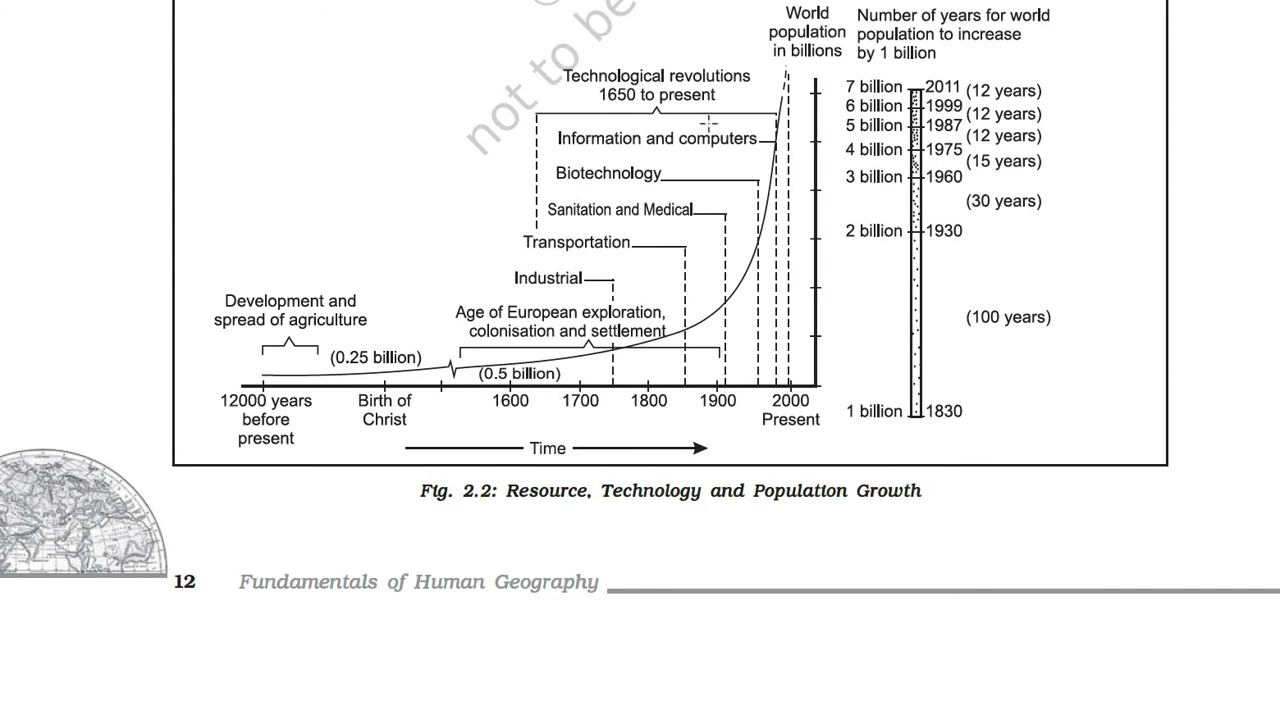 not to be
World
population
in billions
Number of years for world
population to increase
by 1 billion
Technological revolutions
1650 to present
Information and computers
Biotechnology
Sanitation and Medical
Transportation
Industrial
Age of European exploration,
colonisation and settlement
Development and
spread of agriculture
(0.25 billion)
(0.5 billion)
12000 years
before
present
Birth of
Christ
1600
1700
1800
1900
2000
Present
Time
7 billion 2011 (12 years)
6 billion 1999 (12 years)
5 billion 1987 (12 years)
4 billion 1975 (15 years)
3 billion 1960
(30 years)
2 billion 1930
(100 years)
1 billion 1830
Fig. 2.2: Resource, Technology and Population Growth
12 Fundamentals of Human Geography